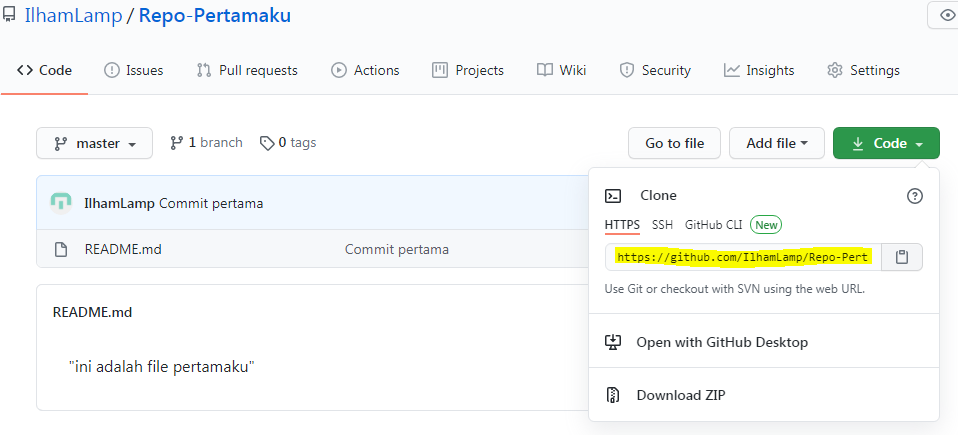 IlhamLamp / Repo-Pertamaku
Code Issues Pull requests Actions Projects Wiki Security Insights Settings
master 1 branch 0 tags Go to file Add file Code
IlhamLamp Commit pertama
README.md Commit pertama
README.md
"ini adalah file pertamaku"
Clone
HTTPS SSH GitHub CLI New
https://github.com/IlhamLamp/Repo-Pert
Use Git or checkout with SVN using the web URL.
Open with GitHub Desktop
Download ZIP